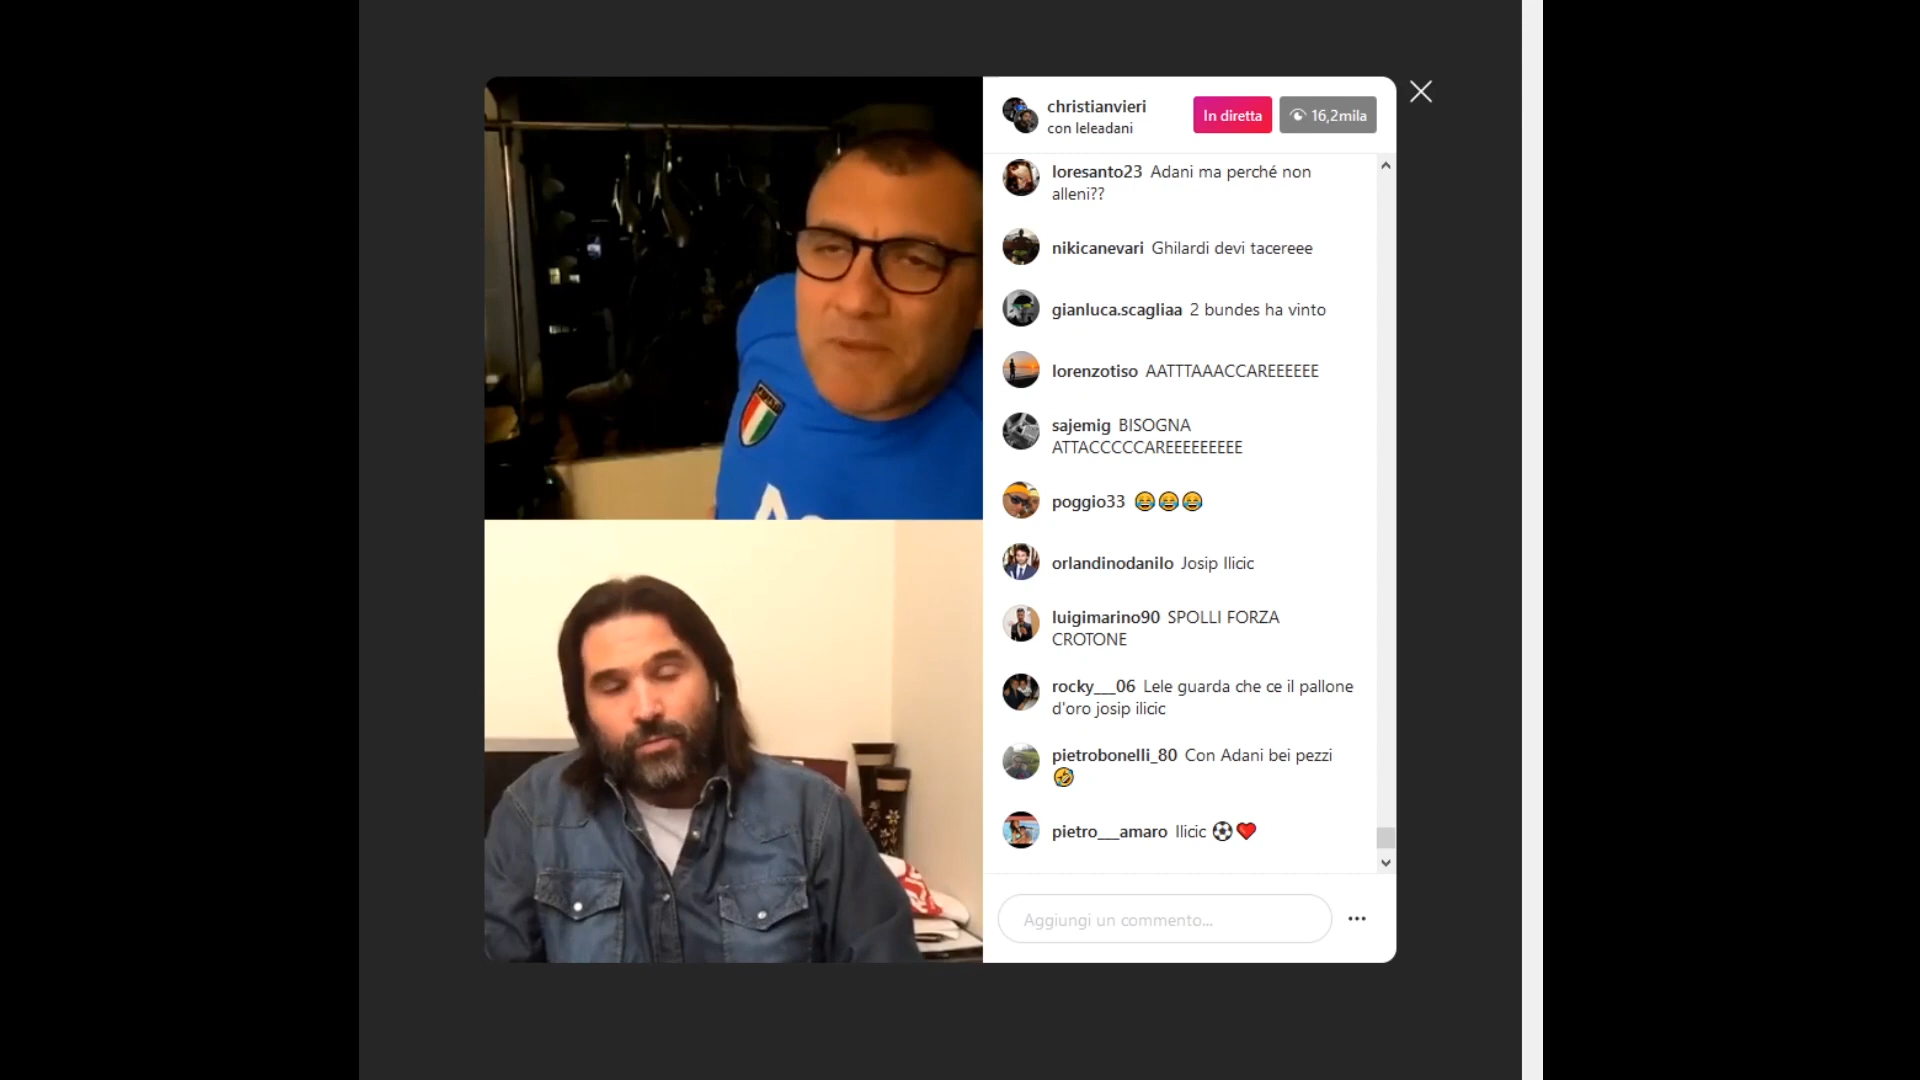 christianvieri
con leleadani
In diretta
16,2mila
loresanto23 Adani ma perché non
alleni??
nikicanevari Ghilardi devi tacereee
gianluca.scagliaa 2 bundes ha vinto
lorenzotiso AATTTAAACCAREEEEEE
sajemig BISOGNA
ATTACCCCCAREEEEEEEEE
poggio33 😂😂😂
orlandinodanilo Josip Ilicic
luigimarino90 SPOLLI FORZA
CROTONE
rocky___06 Lele guarda che ce il pallone
d'oro josip ilicic
pietrobonelli_80 Con Adani bei pezzi
🤣
pietro___amaro Ilicic ⚽❤️
Aggiungi un commento...